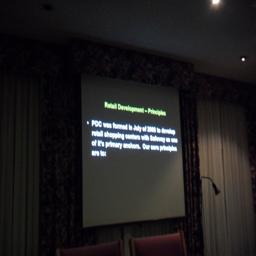 Retail Development – Principles
• PDC was formed in July of 2005 to develop
retail shopping centers with Safeway as one
of it's primary anchors. Our core principles
are to: